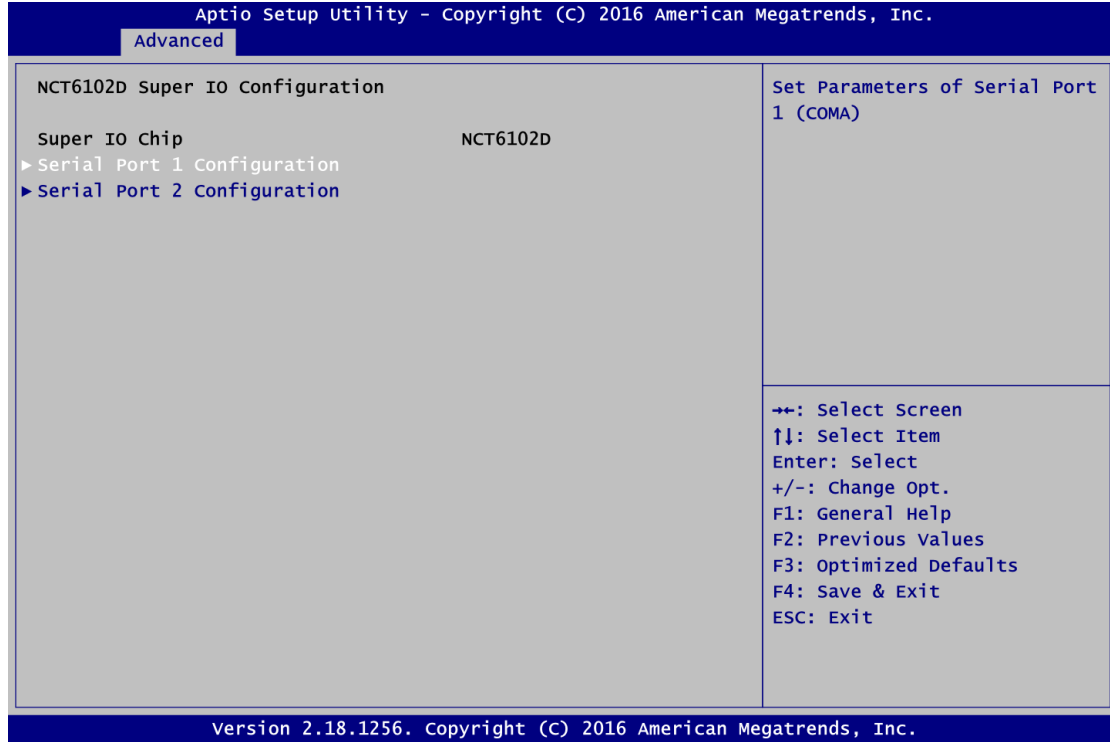 Aptio Setup Utility - Copyright (C) 2016 American Megatrends, Inc.
Advanced
NCT6102D Super IO Configuration
Super IO Chip NCT6102D
►Serial Port 1 Configuration
►Serial Port 2 Configuration
Set Parameters of Serial Port
1 (COMA)
→←: Select Screen
↑↓: Select Item
Enter: Select
+/-: Change Opt.
F1: General Help
F2: Previous Values
F3: Optimized Defaults
F4: Save & Exit
ESC: Exit
Version 2.18.1256. Copyright (C) 2016 American Megatrends, Inc.